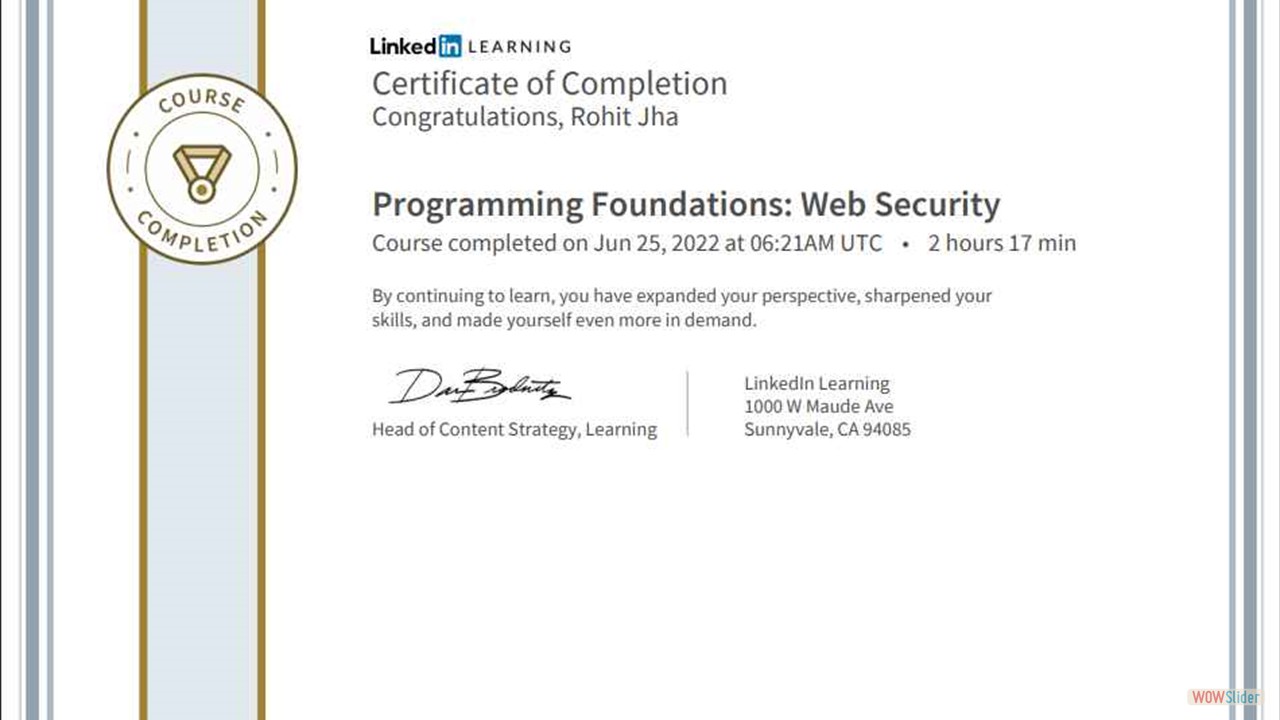 LinkedIn LEARNING
Certificate of Completion
Congratulations, Rohit Jha
COURSE
COMPLETION
Programming Foundations: Web Security
Course completed on Jun 25, 2022 at 06:21AM UTC • 2 hours 17 min
By continuing to learn, you have expanded your perspective, sharpened your
skills, and made yourself even more in demand.
Head of Content Strategy, Learning
LinkedIn Learning
1000 W Maude Ave
Sunnyvale, CA 94085
WOWSlider